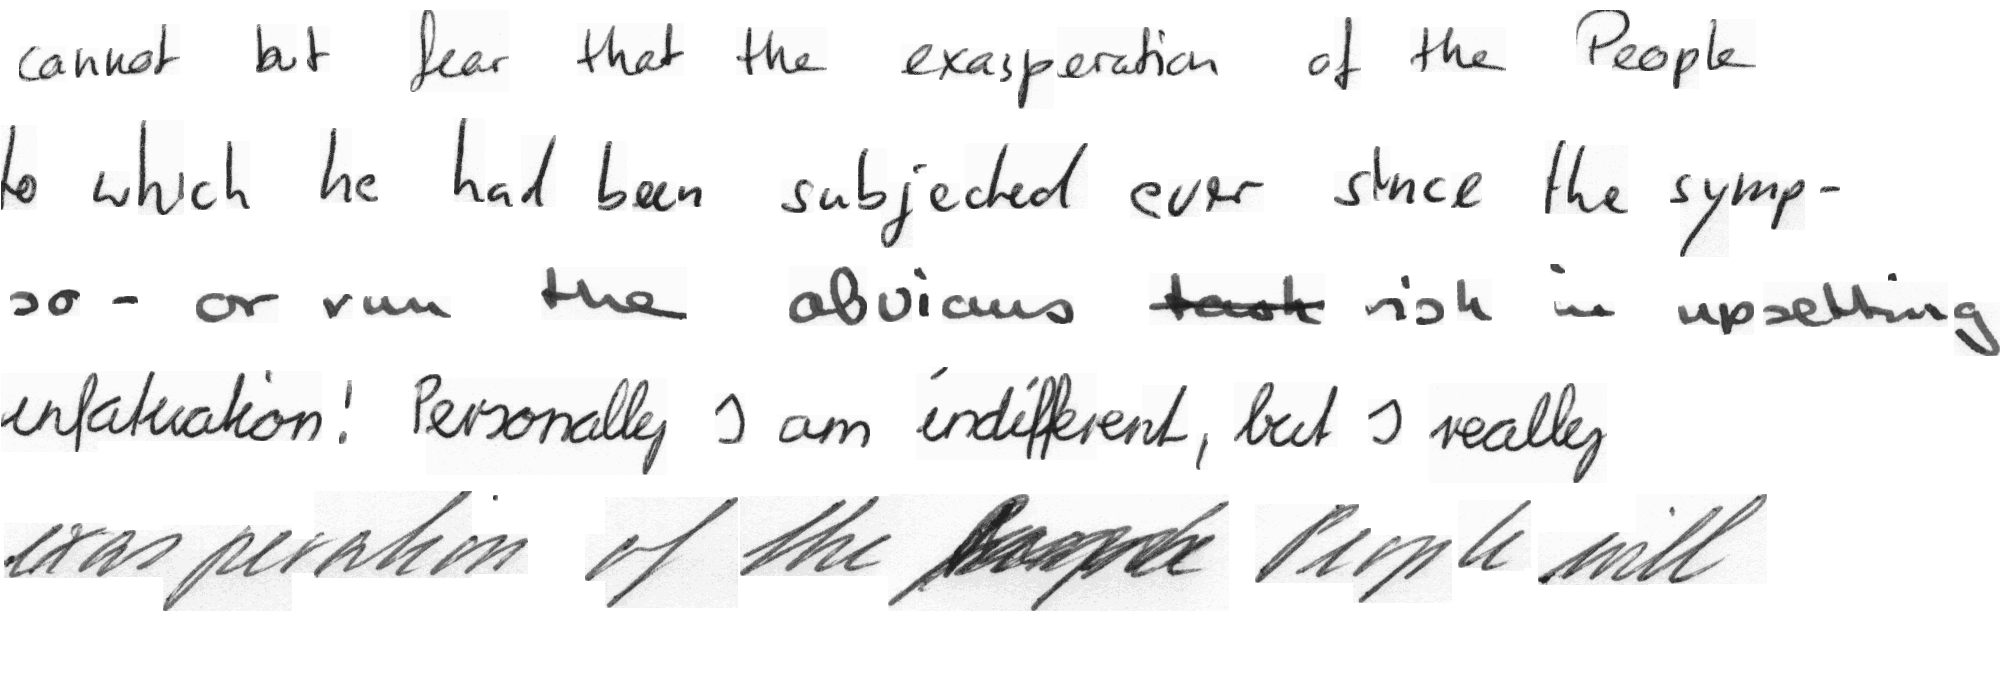 cannot but fear that the exasperation of the People
to which he had been subjected ever since the symp-
so - or run the obvious task risk in upsetting
infatuation! Personally I am indifferent, but I really
exasperation of the People will